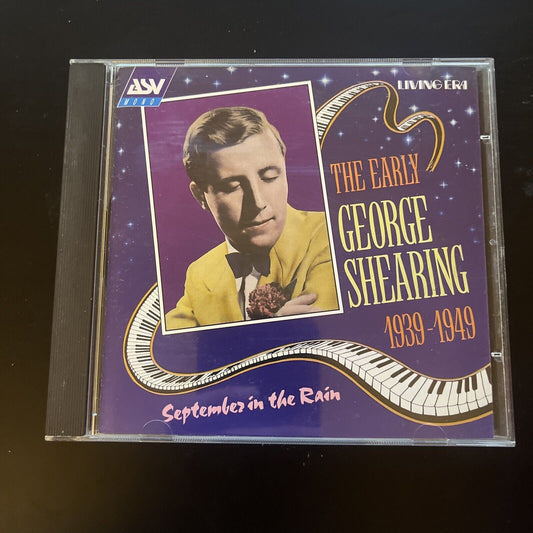 ASV
MONO
LIVING ERA
THE EARLY
GEORGE
SHEARING
1939-1949
September in the Rain